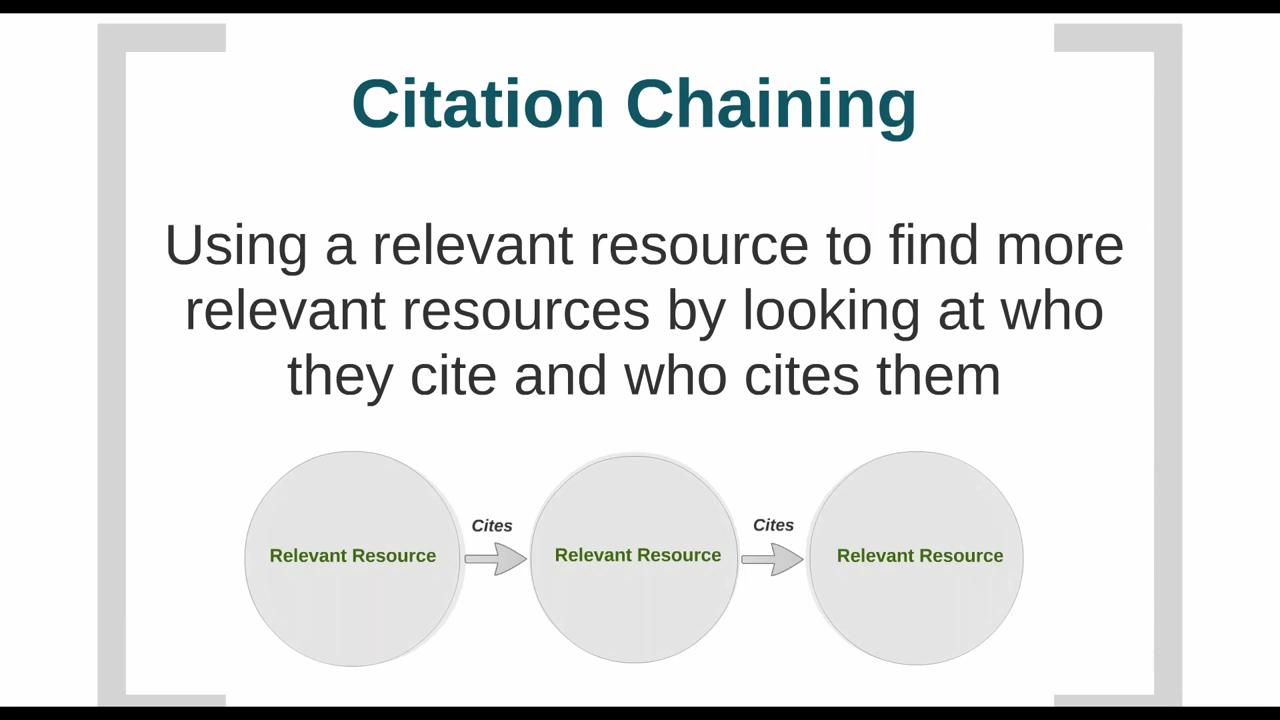 Citation Chaining
Using a relevant resource to find more
relevant resources by looking at who
they cite and who cites them
Cites
Cites
Relevant Resource
Relevant Resource
Relevant Resource